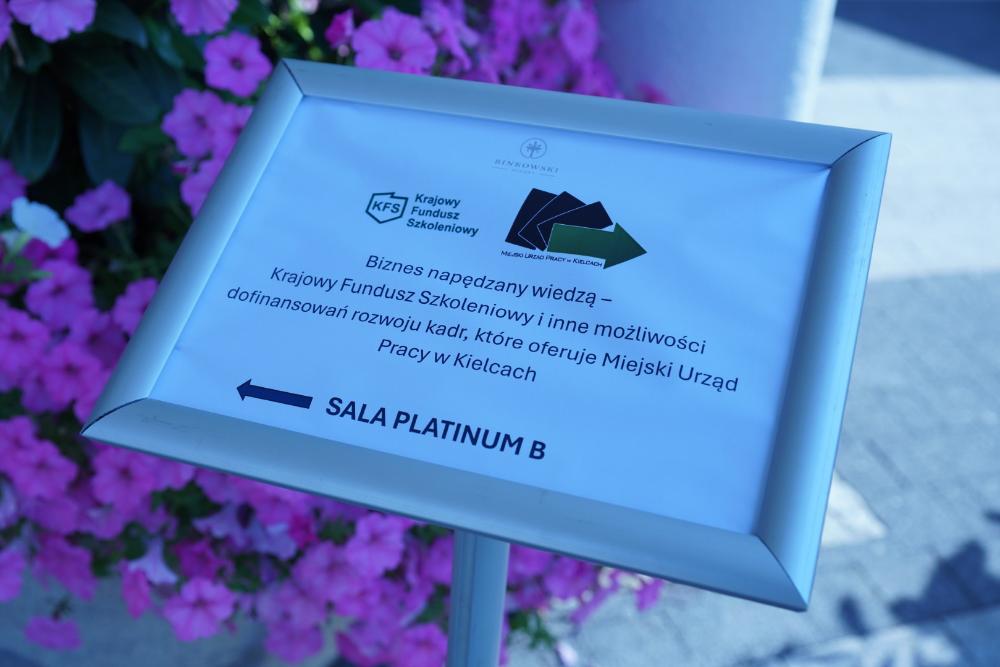 BINKOWSKI
KFS
Krajowy
Fundusz
Szkoleniowy
MIEJSKI URZĄD PRACY W KIELCACH
Biznes napędzany wiedzą –
Krajowy Fundusz Szkoleniowy i inne możliwości
dofinansowań rozwoju kadr, które oferuje Miejski Urząd
Pracy w Kielcach
SALA PLATINUM B